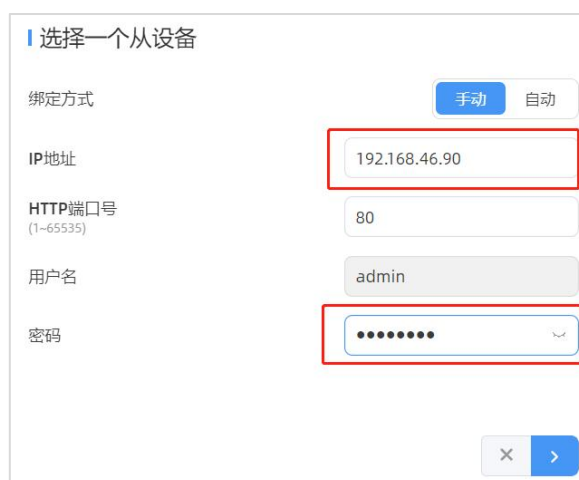 选择一个从设备
绑定方式
手动
自动
IP地址
192.168.46.90
HTTP端口号
(1~65535)
80
用户名
admin
密码
••••••••